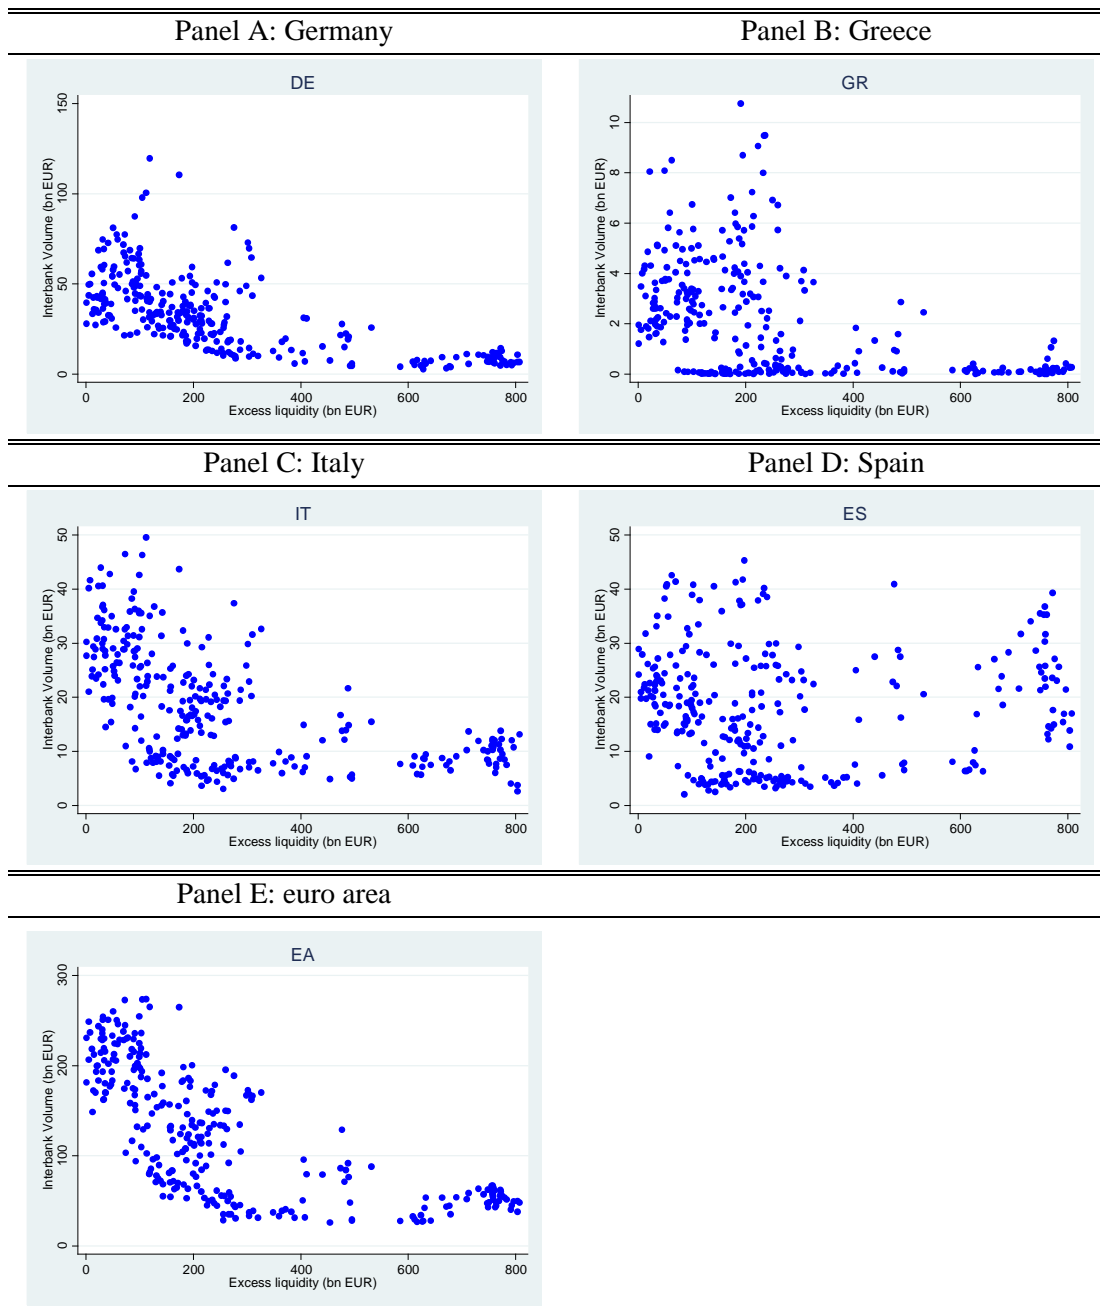 Panel A: Germany
Panel B: Greece
DE
Interbank Volume (bn EUR)
150
100
50
0
0 200 400 600 800
Excess liquidity (bn EUR)
GR
Interbank Volume (bn EUR)
10
8
6
4
2
0
0 200 400 600 800
Excess liquidity (bn EUR)
Panel C: Italy
Panel D: Spain
IT
Interbank Volume (bn EUR)
50
40
30
20
10
0
0 200 400 600 800
Excess liquidity (bn EUR)
ES
Interbank Volume (bn EUR)
50
40
30
20
10
0
0 200 400 600 800
Excess liquidity (bn EUR)
Panel E: euro area
EA
Interbank Volume (bn EUR)
300
200
100
0
0 200 400 600 800
Excess liquidity (bn EUR)